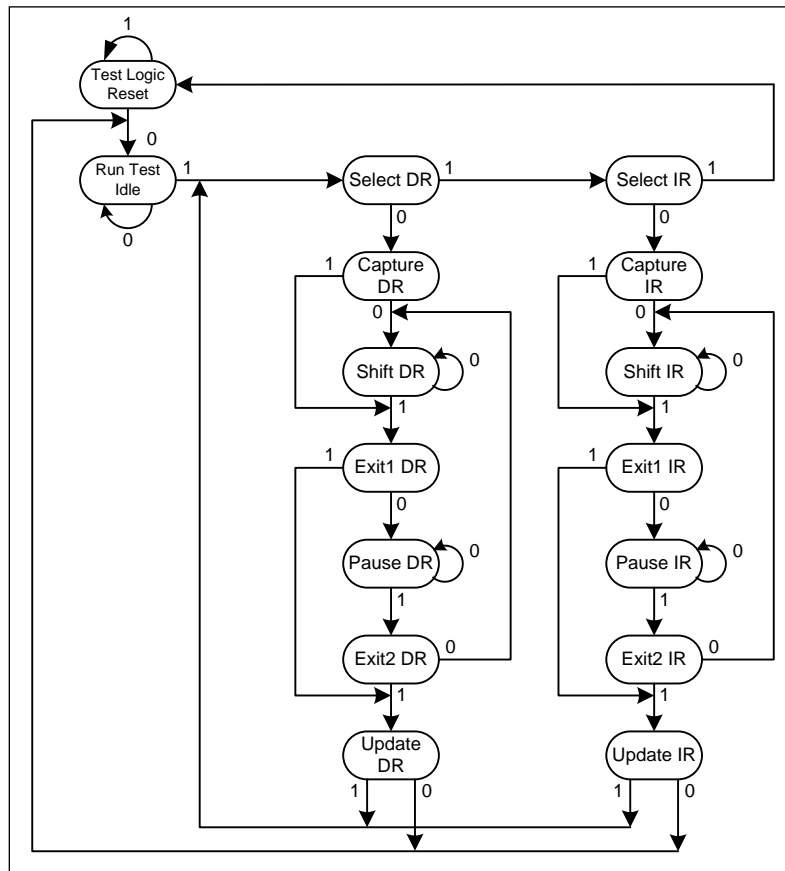 1
Test Logic
Reset
0
Run Test
Idle
1
0
Select DR
1
0
Select IR
1
0
Capture
DR
1
0
Capture
IR
1
0
Shift DR
0
1
Shift IR
0
1
Exit1 DR
1
0
Exit1 IR
1
0
Pause DR
0
1
Pause IR
0
1
Exit2 DR
0
1
Exit2 IR
0
1
Update
DR
1
0
Update IR
1
0